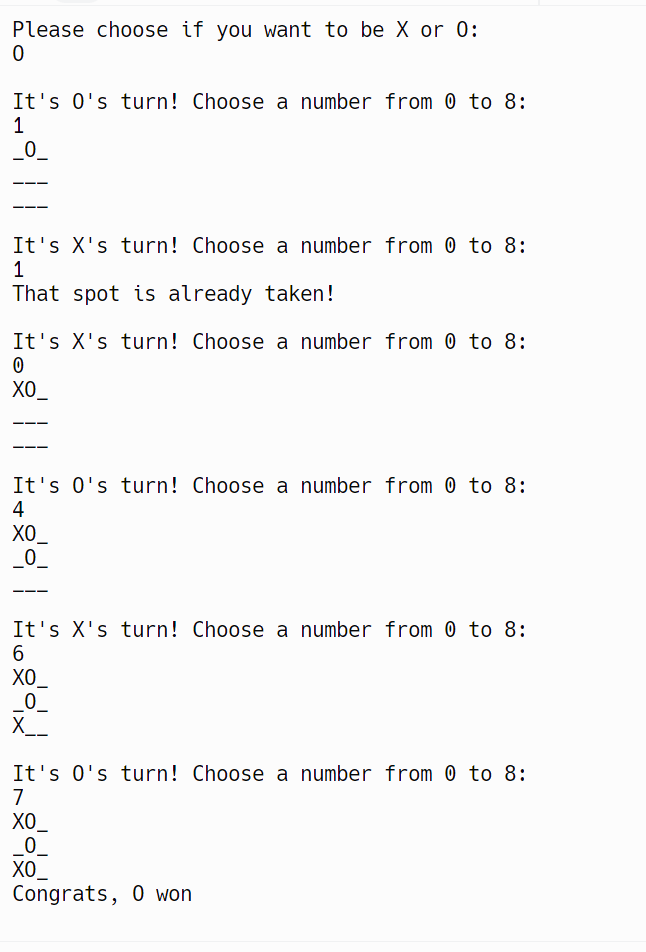 Please choose if you want to be X or O:
O
It's O's turn! Choose a number from 0 to 8:
1
_O_
___
___
It's X's turn! Choose a number from 0 to 8:
1
That spot is already taken!
It's X's turn! Choose a number from 0 to 8:
0
XO_
___
___
It's O's turn! Choose a number from 0 to 8:
4
XO_
_O_
___
It's X's turn! Choose a number from 0 to 8:
6
XO_
_O_
X__
It's O's turn! Choose a number from 0 to 8:
7
XO_
_O_
XO_
Congrats, O won